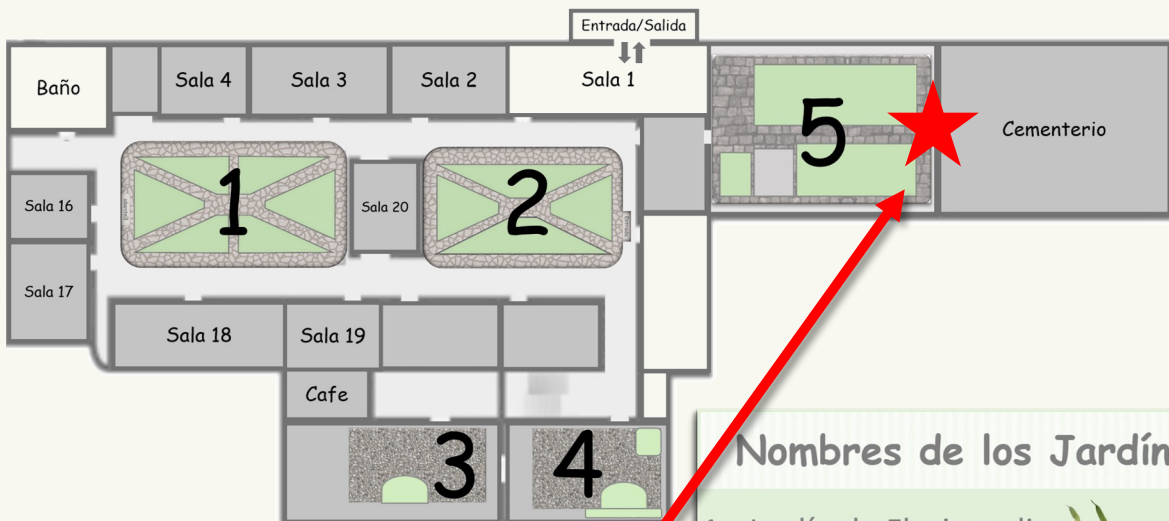 Entrada/Salida
Baño
Sala 4
Sala 3
Sala 2
Sala 1
5
Cementerio
1
2
Sala 16
Sala 20
Sala 17
Sala 18
Sala 19
Cafe
3
4
Nombres de los Jardín